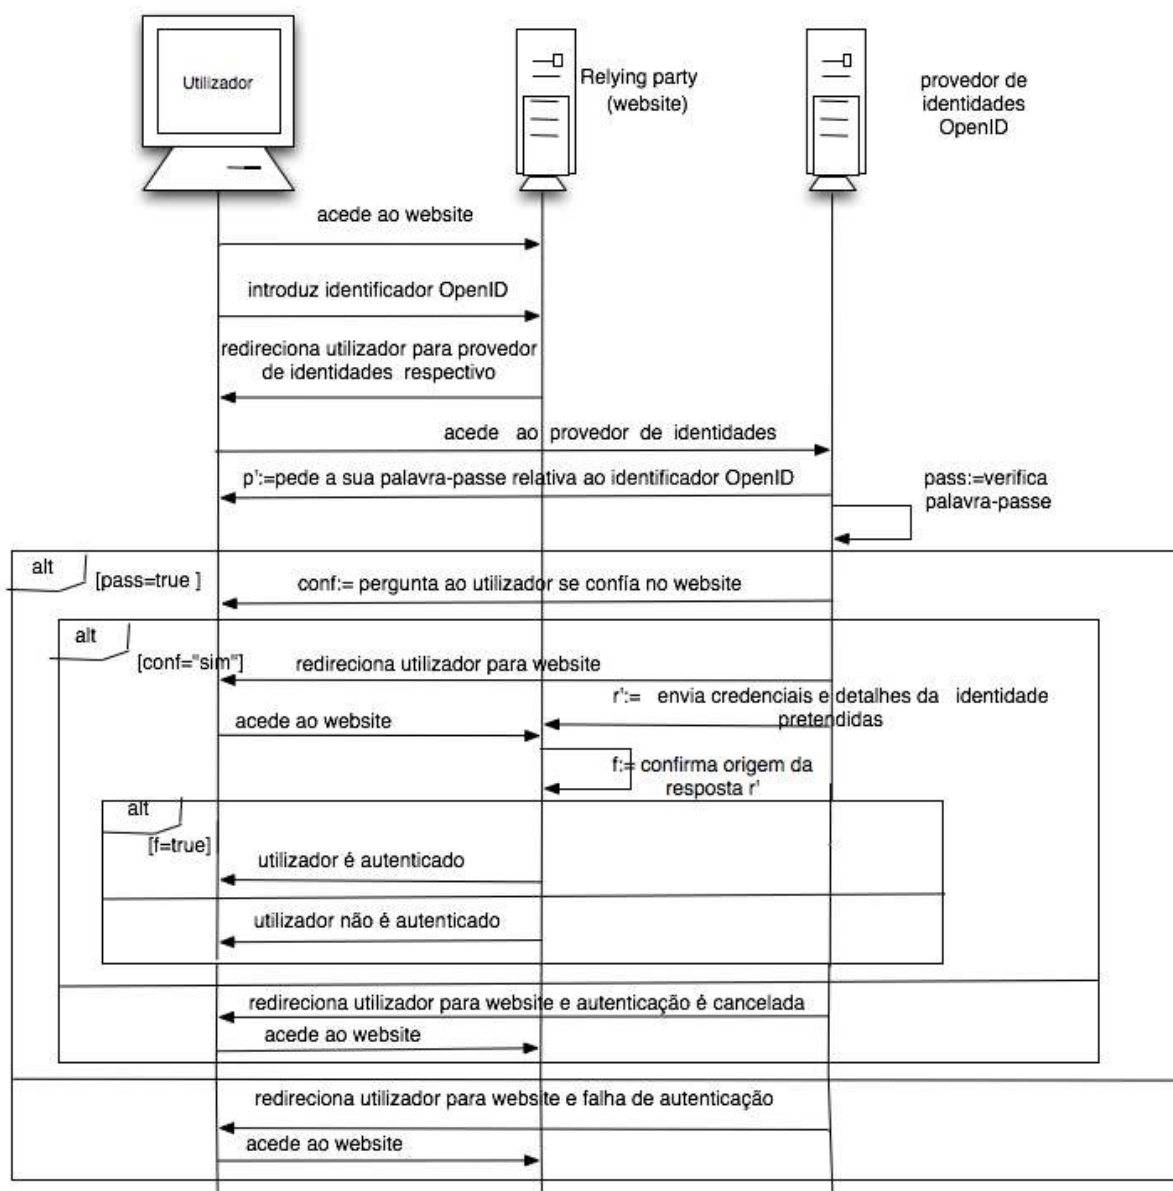 Utilizador
Relying party
(website)
provedor de
identidades
OpenID
acede ao website
introduz identificador OpenID
redireciona utilizador para provedor
de identidades respectivo
acede ao provedor de identidades
p':=pede a sua palavra-passe relativa ao identificador OpenID
pass:=verifica
palavra-passe
alt
[pass=true ]
conf:= pergunta ao utilizador se confía no website
alt
[conf="sim"]
redireciona utilizador para website
r':= envia credenciais e detalhes da identidade
pretendidas
acede ao website
f:= confirma origem da
resposta r'
alt
[f=true]
utilizador é autenticado
utilizador não é autenticado
redireciona utilizador para website e autenticação é cancelada
acede ao website
redireciona utilizador para website e falha de autenticação
acede ao website